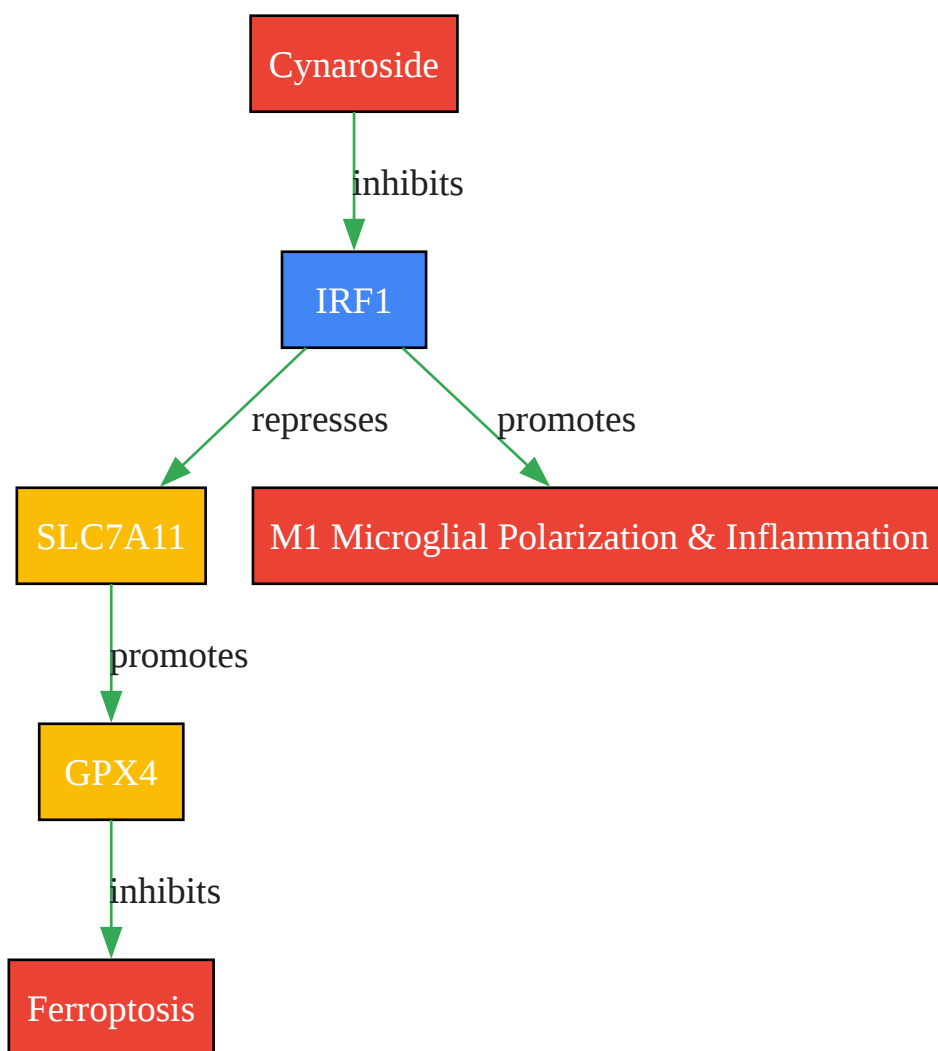 Cynaroside
inhibits
IRF1
represses
promotes
SLC7A11
M1 Microglial Polarization & Inflammation
promotes
GPX4
inhibits
Ferroptosis